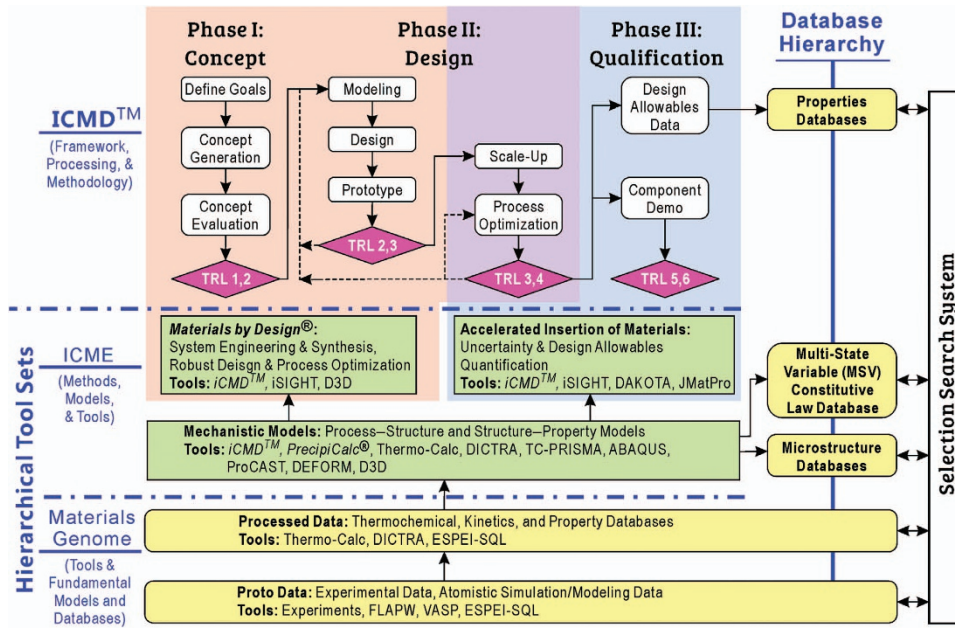 Phase I:
Concept
Phase II:
Design
Phase III:
Qualification
Database
Hierarchy
ICMD™
(Framework,
Processing, &
Methodology)
Define Goals
Concept
Generation
Concept
Evaluation
TRL 1,2
Modeling
Design
Prototype
TRL 2,3
Scale-Up
Process
Optimization
TRL 3,4
Design
Allowables
Data
Component
Demo
TRL 5,6
Properties
Databases
Hierarchical Tool Sets
ICME
(Methods,
Models,
& Tools)
Materials by Design®:
System Engineering & Synthesis,
Robust Deisgn & Process Optimization
Tools: iCMD™, iSIGHT, D3D
Accelerated Insertion of Materials:
Uncertainty & Design Allowables
Quantification
Tools: iCMD™, iSIGHT, DAKOTA, JMatPro
Multi-State
Variable (MSV)
Constitutive
Law Database
Mechanistic Models: Process–Structure and Structure–Property Models
Tools: iCMD™, PrecipiCalc®, Thermo-Calc, DICTRA, TC-PRISMA, ABAQUS,
ProCAST, DEFORM, D3D
Microstructure
Databases
Materials
Genome
(Tools &
Fundamental
Models and
Databases)
Processed Data: Thermochemical, Kinetics, and Property Databases
Tools: Thermo-Calc, DICTRA, ESPEI-SQL
Proto Data: Experimental Data, Atomistic Simulation/Modeling Data
Tools: Experiments, FLAPW, VASP, ESPEI-SQL
Selection Search System